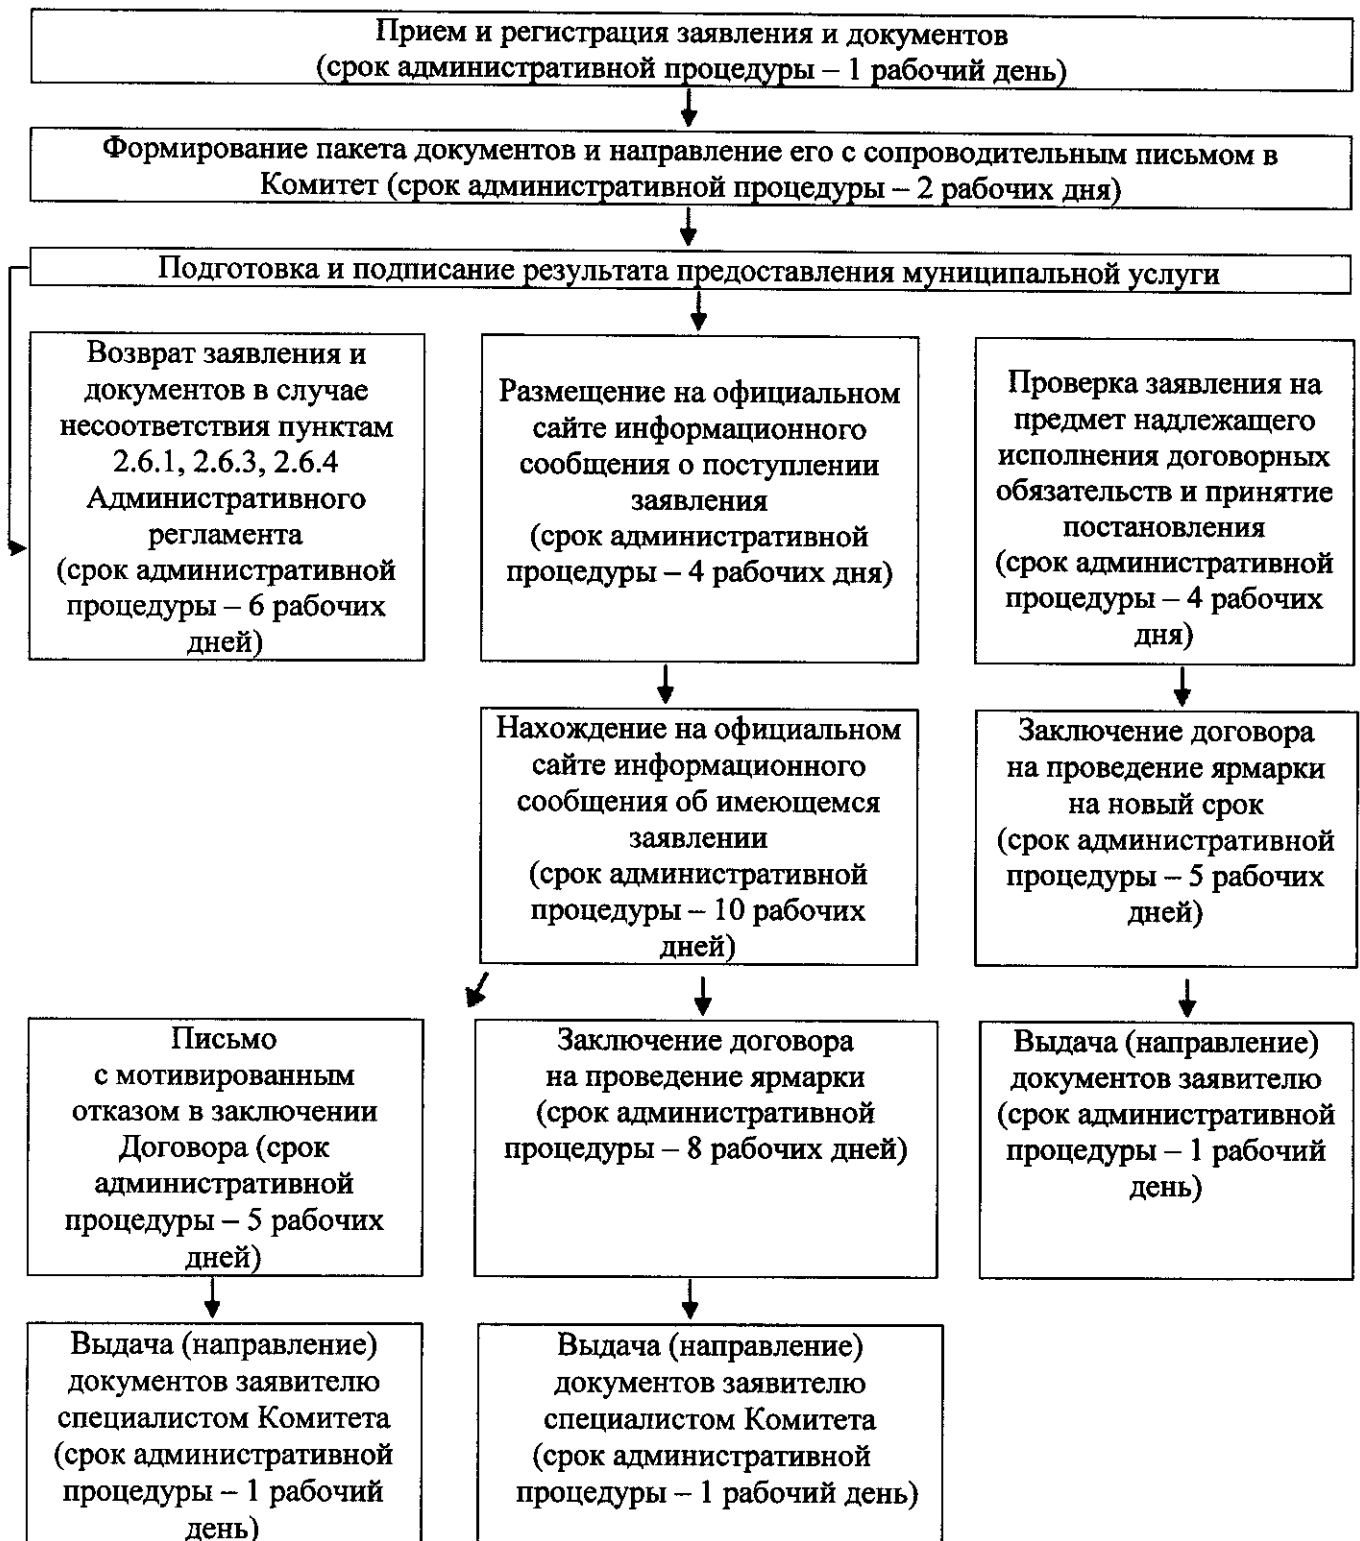 Прием и регистрация заявления и документов
(срок административной процедуры – 1 рабочий день)
Формирование пакета документов и направление его с сопроводительным письмом в
Комитет (срок административной процедуры – 2 рабочих дня)
Подготовка и подписание результата предоставления муниципальной услуги
Возврат заявления и
документов в случае
несоответствия пунктам
2.6.1, 2.6.3, 2.6.4
Административного
регламента
(срок административной
процедуры – 6 рабочих
дней)
Размещение на официальном
сайте информационного
сообщения о поступлении
заявления
(срок административной
процедуры – 4 рабочих дня)
Проверка заявления на
предмет надлежащего
исполнения договорных
обязательств и принятие
постановления
(срок административной
процедуры – 4 рабочих
дня)
Нахождение на официальном
сайте информационного
сообщения об имеющемся
заявлении
(срок административной
процедуры – 10 рабочих
дней)
Заключение договора
на проведение ярмарки
на новый срок
(срок административной
процедуры – 5 рабочих
дней)
Письмо
с мотивированным
отказом в заключении
Договора (срок
административной
процедуры – 5 рабочих
дней)
Заключение договора
на проведение ярмарки
(срок административной
процедуры – 8 рабочих дней)
Выдача (направление)
документов заявителю
(срок административной
процедуры – 1 рабочий
день)
Выдача (направление)
документов заявителю
специалистом Комитета
(срок административной
процедуры – 1 рабочий
день)
Выдача (направление)
документов заявителю
специалистом Комитета
(срок административной
процедуры – 1 рабочий день)